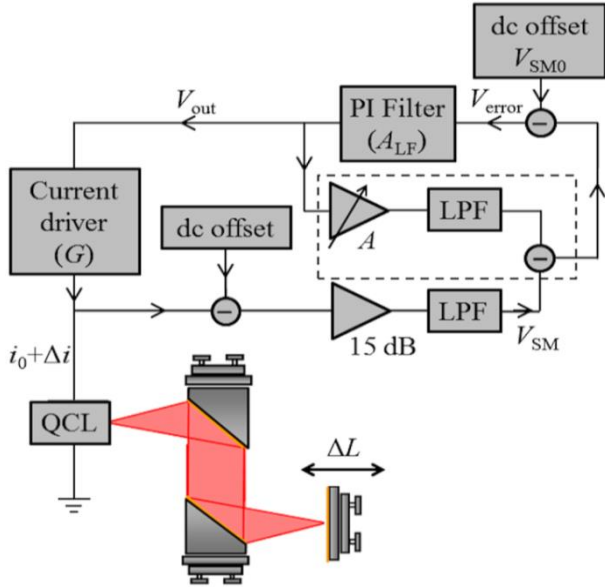 dc offset
V_SM0
V_out
PI Filter
(A_LF)
V_error
Current
driver
(G)
dc offset
A
LPF
15 dB
LPF
V_SM
i_0+Δi
QCL
ΔL